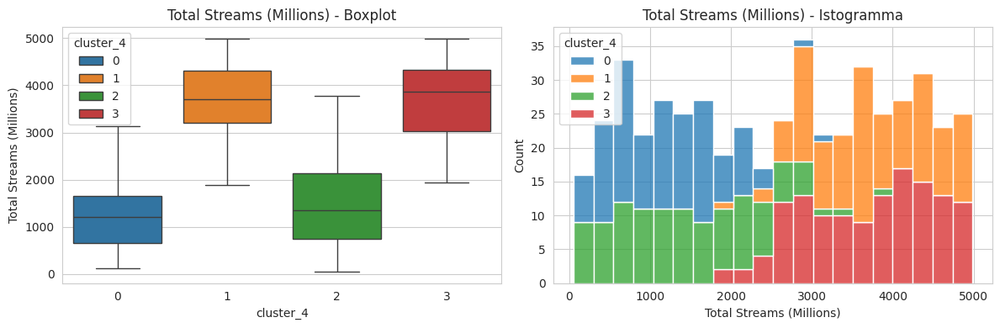 Total Streams (Millions) - Boxplot
Total Streams (Millions)
5000
4000
3000
2000
1000
0
cluster_4
0
1
2
3
0 1 2 3
cluster_4
Total Streams (Millions) - Istogramma
Count
35
30
25
20
15
10
5
0
cluster_4
0
1
2
3
0 1000 2000 3000 4000 5000
Total Streams (Millions)